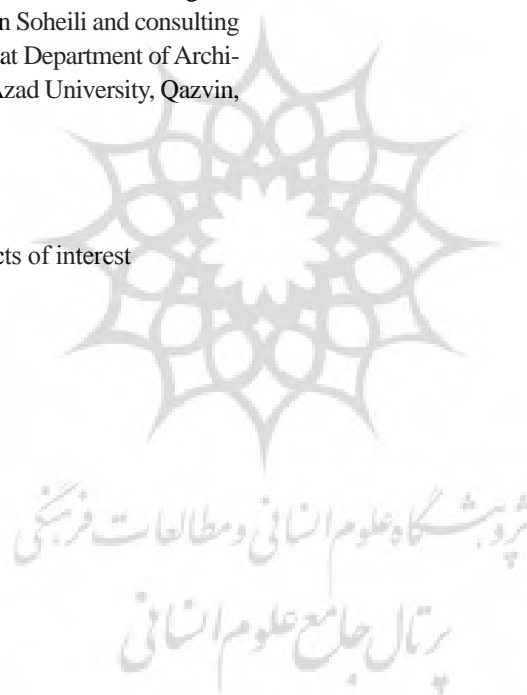 n Soheili and consulting
at Department of Archi-
Azad University, Qazvin,
cts of interest
پژوهشگاه علوم انسانی و مطالعات فرهنگی
پرتال جامع علوم انسانی